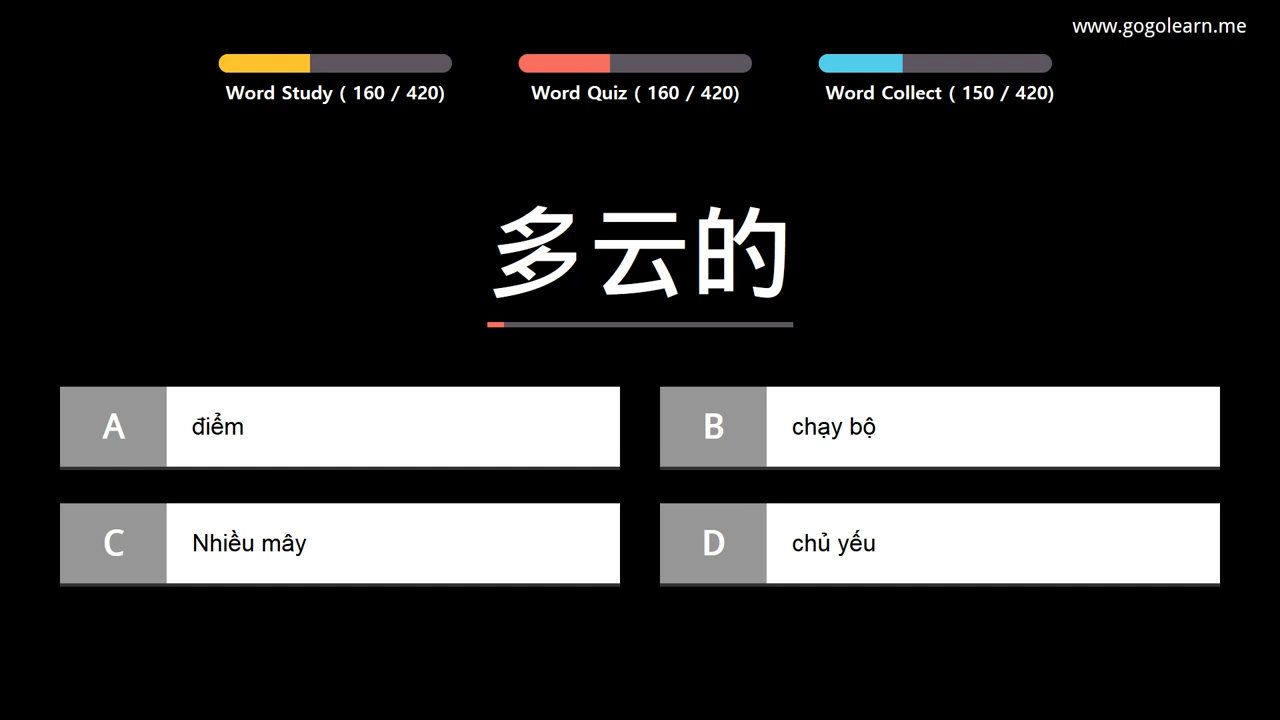 www.gogolearn.me
Word Study ( 160 / 420)
Word Quiz ( 160 / 420)
Word Collect ( 150 / 420)
多云的
A điểm
B chạy bộ
C Nhiều mây
D chủ yếu